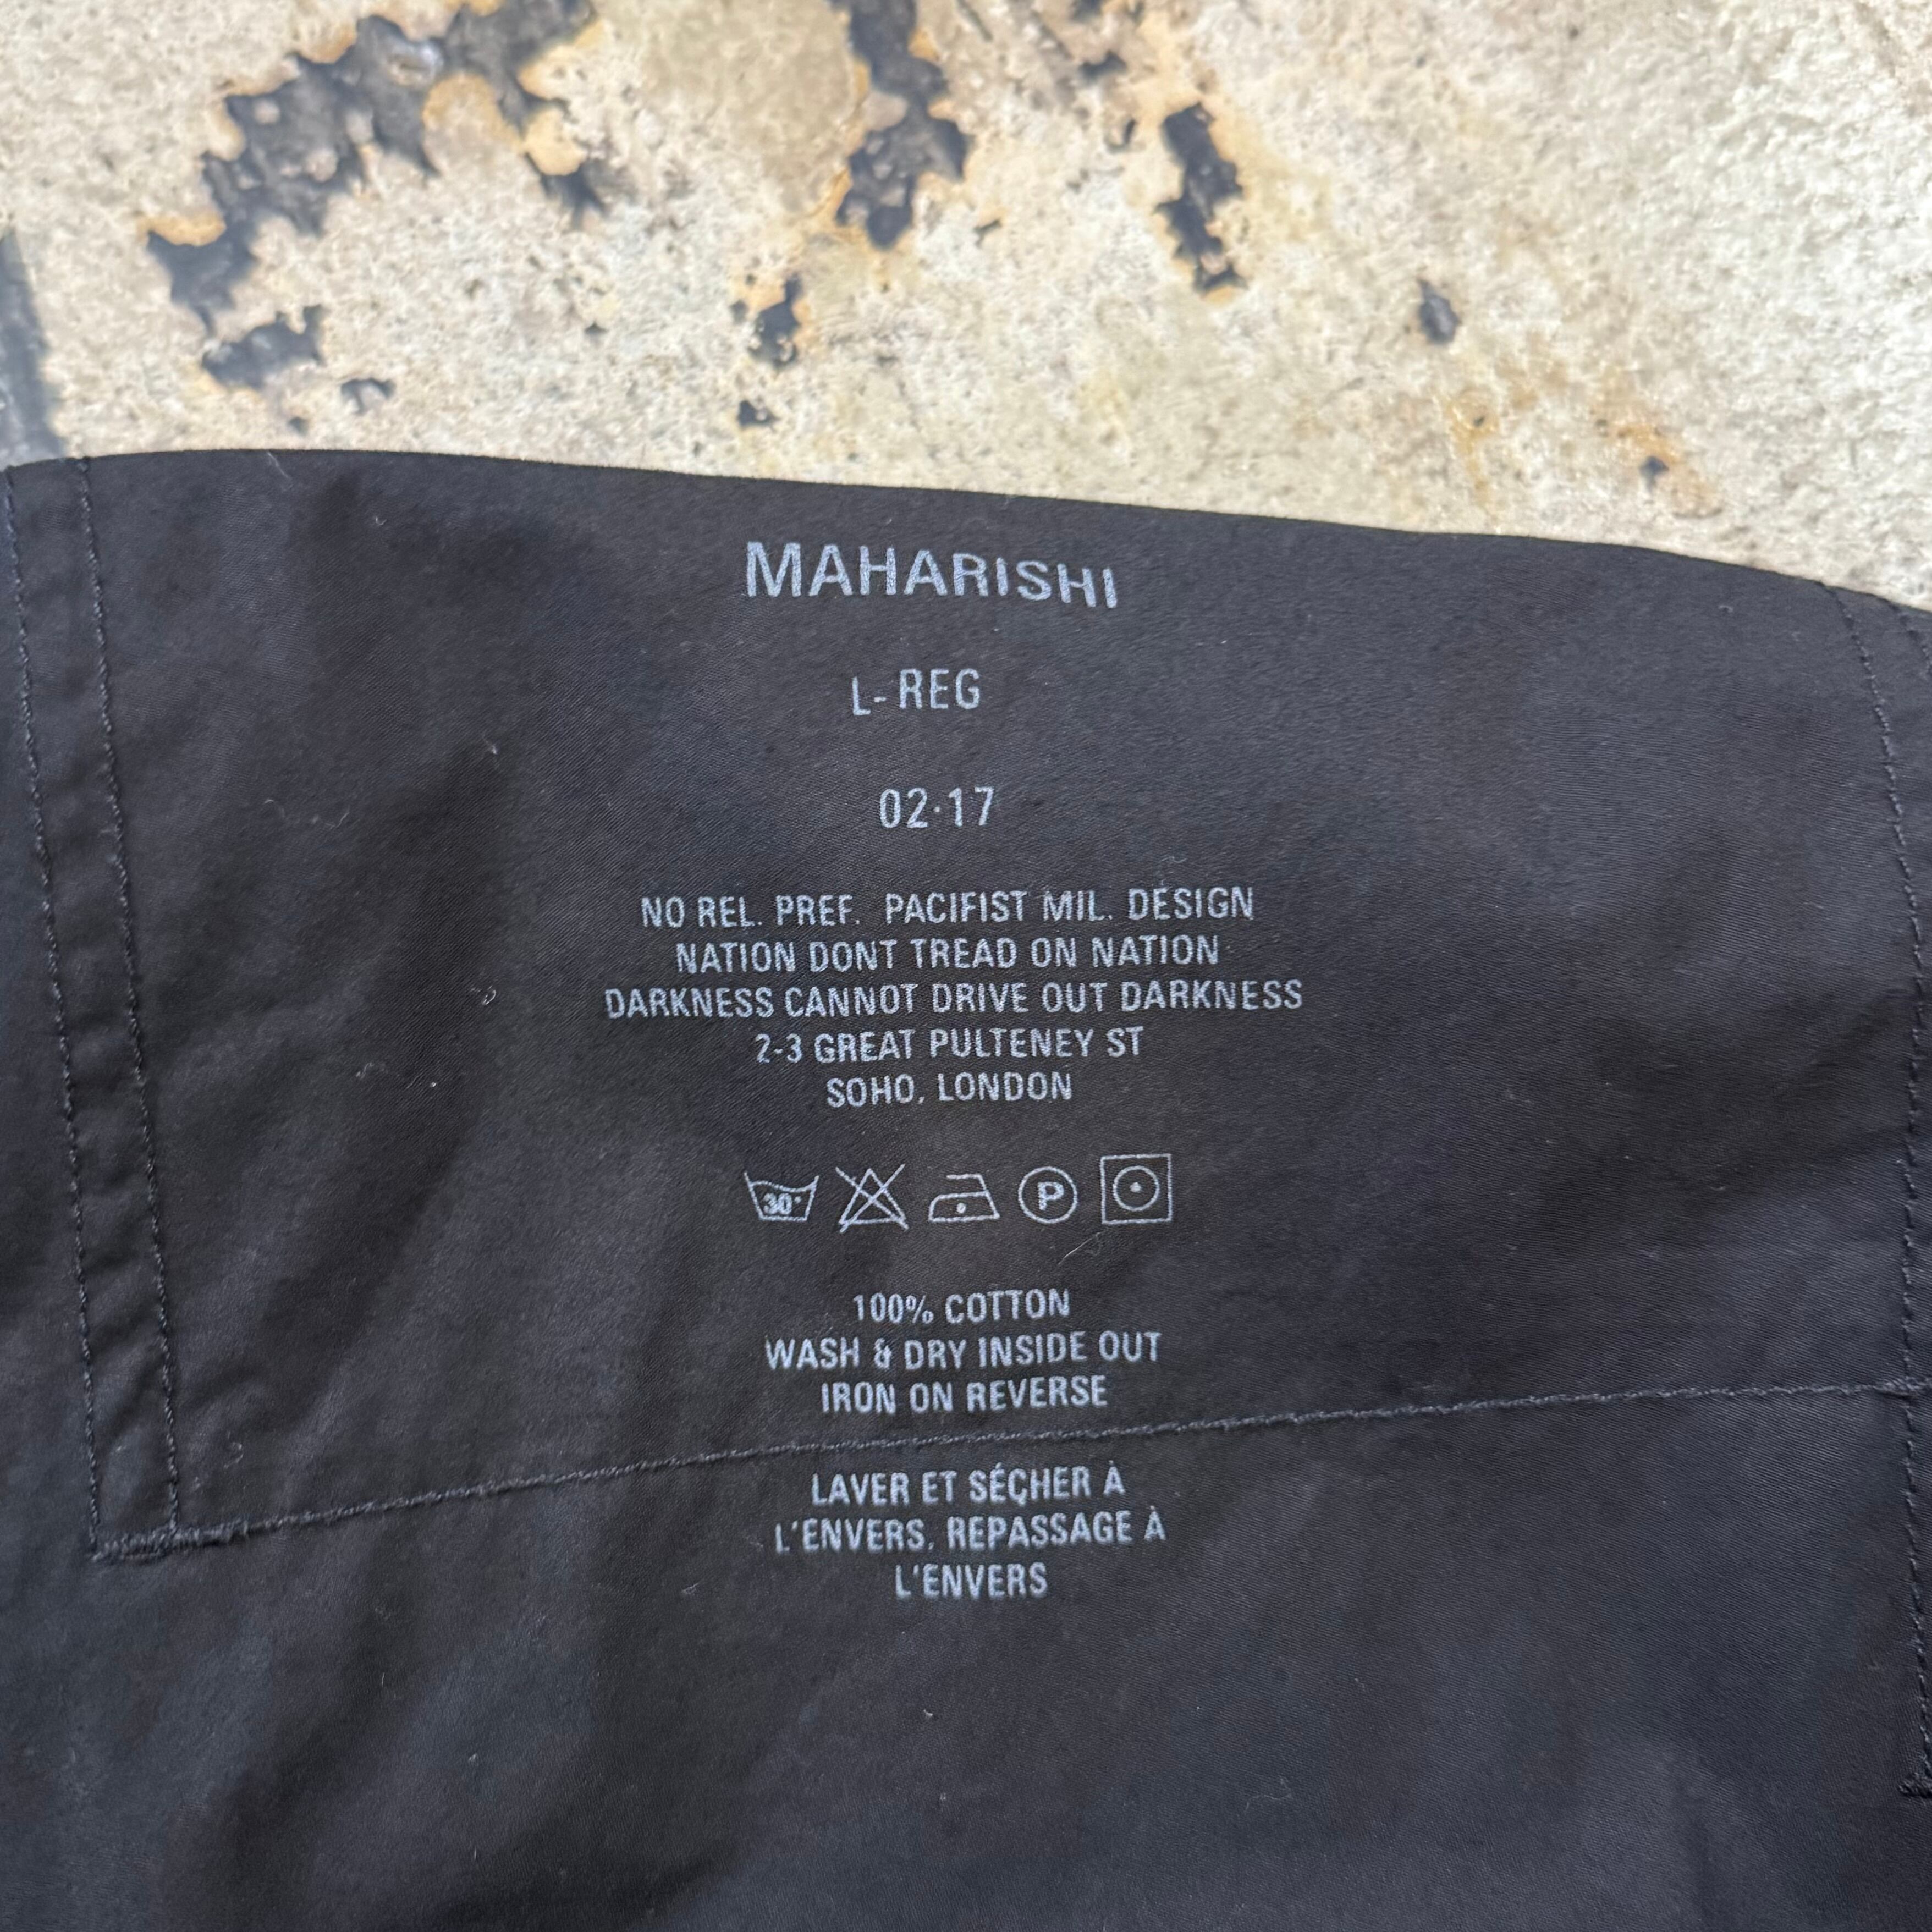 MAHARISHI
L-REG
02·17
NO REL. PREF. PACIFIST MIL. DESIGN
NATION DONT TREAD ON NATION
DARKNESS CANNOT DRIVE OUT DARKNESS
2-3 GREAT PULTENEY ST
SOHO, LONDON
30° P
100% COTTON
WASH & DRY INSIDE OUT
IRON ON REVERSE
LAVER ET SÉCHER À
L'ENVERS, REPASSAGE À
L'ENVERS